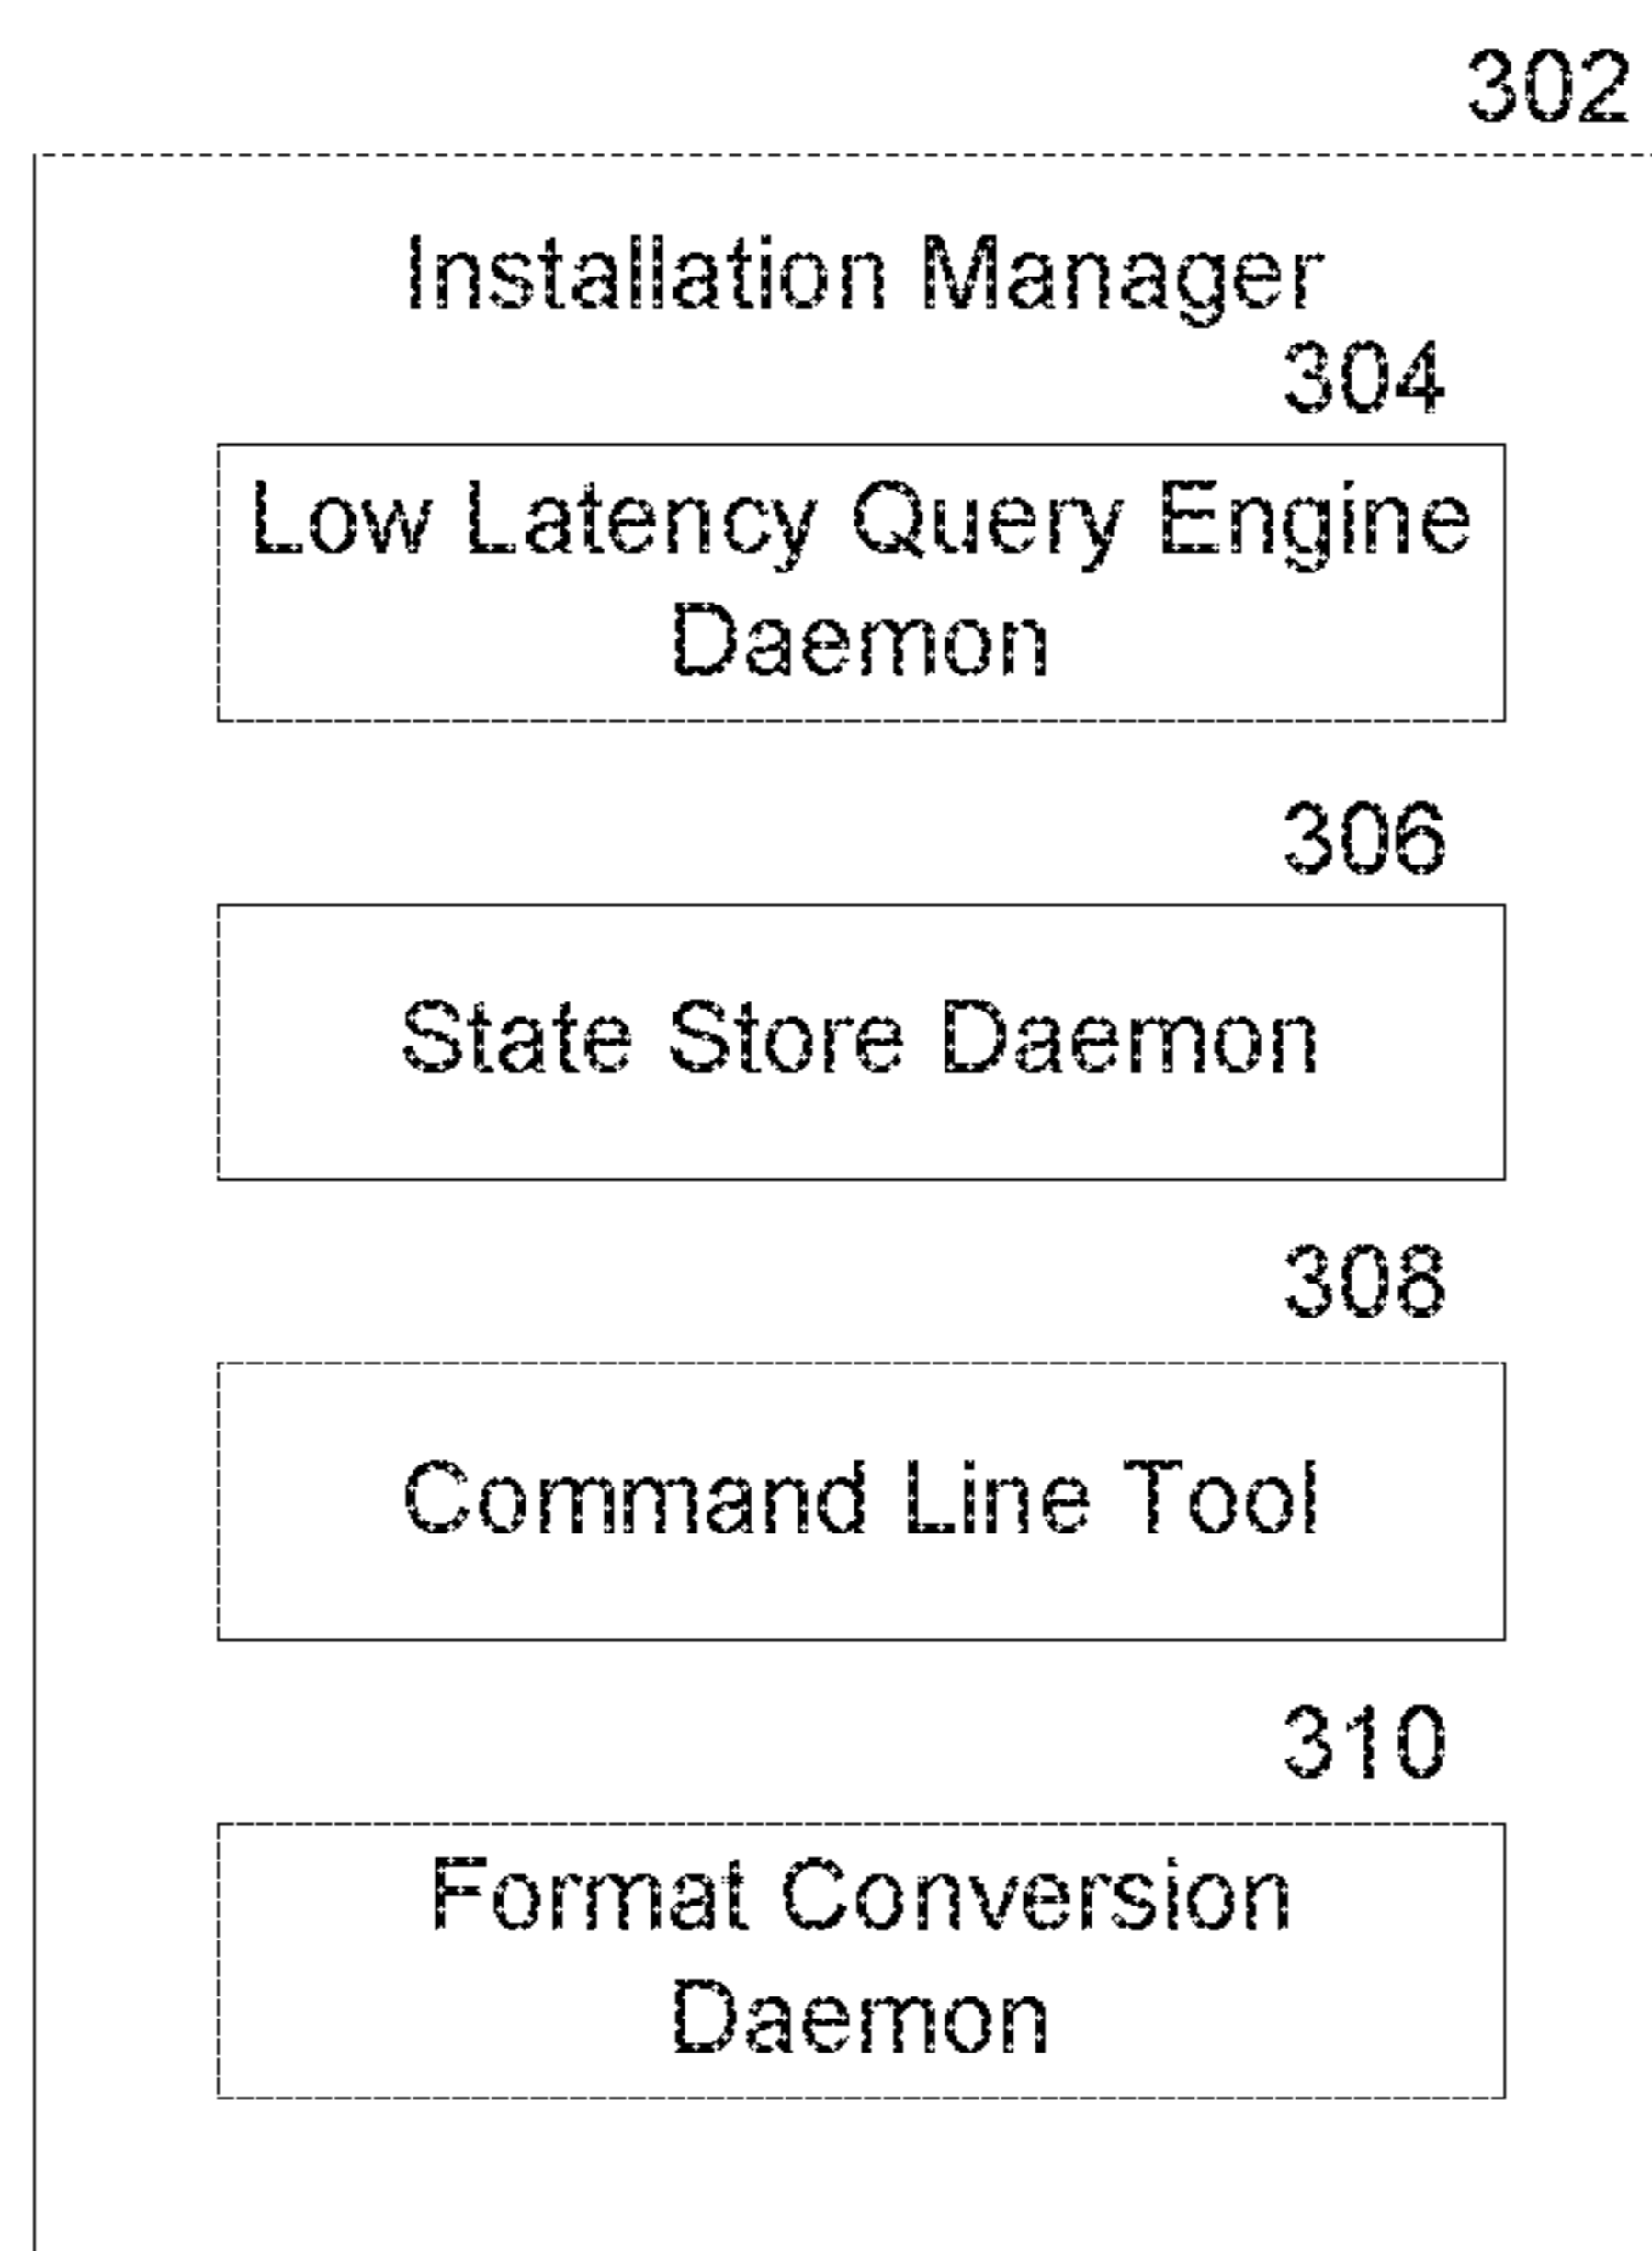 302
Installation Manager
304
Low Latency Query Engine
Daemon
306
State Store Daemon
308
Command Line Tool
310
Format Conversion
Daemon